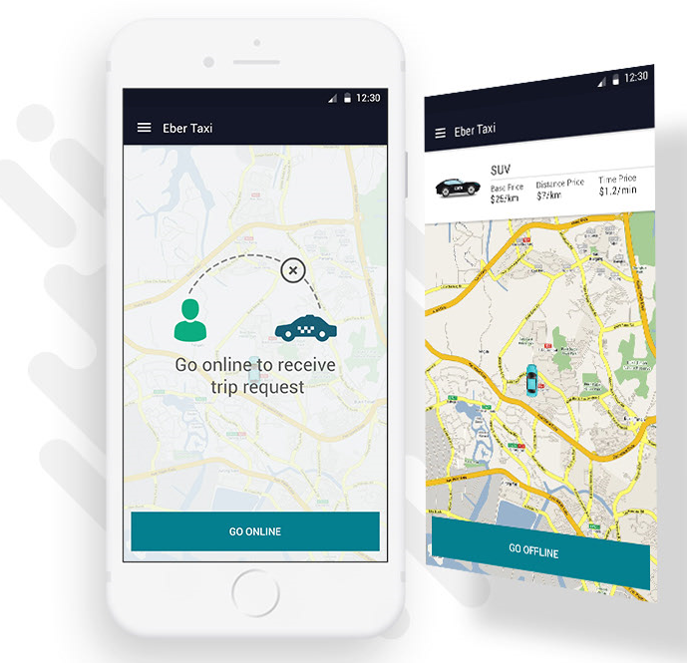 12:30
Eber Taxi
Go online to receive
trip request
GO ONLINE
12:30
Eber Taxi
SUV
Basic Price
Distance Price
Time Price
$25/km
$7/km
$1.2/min
GO OFFLINE